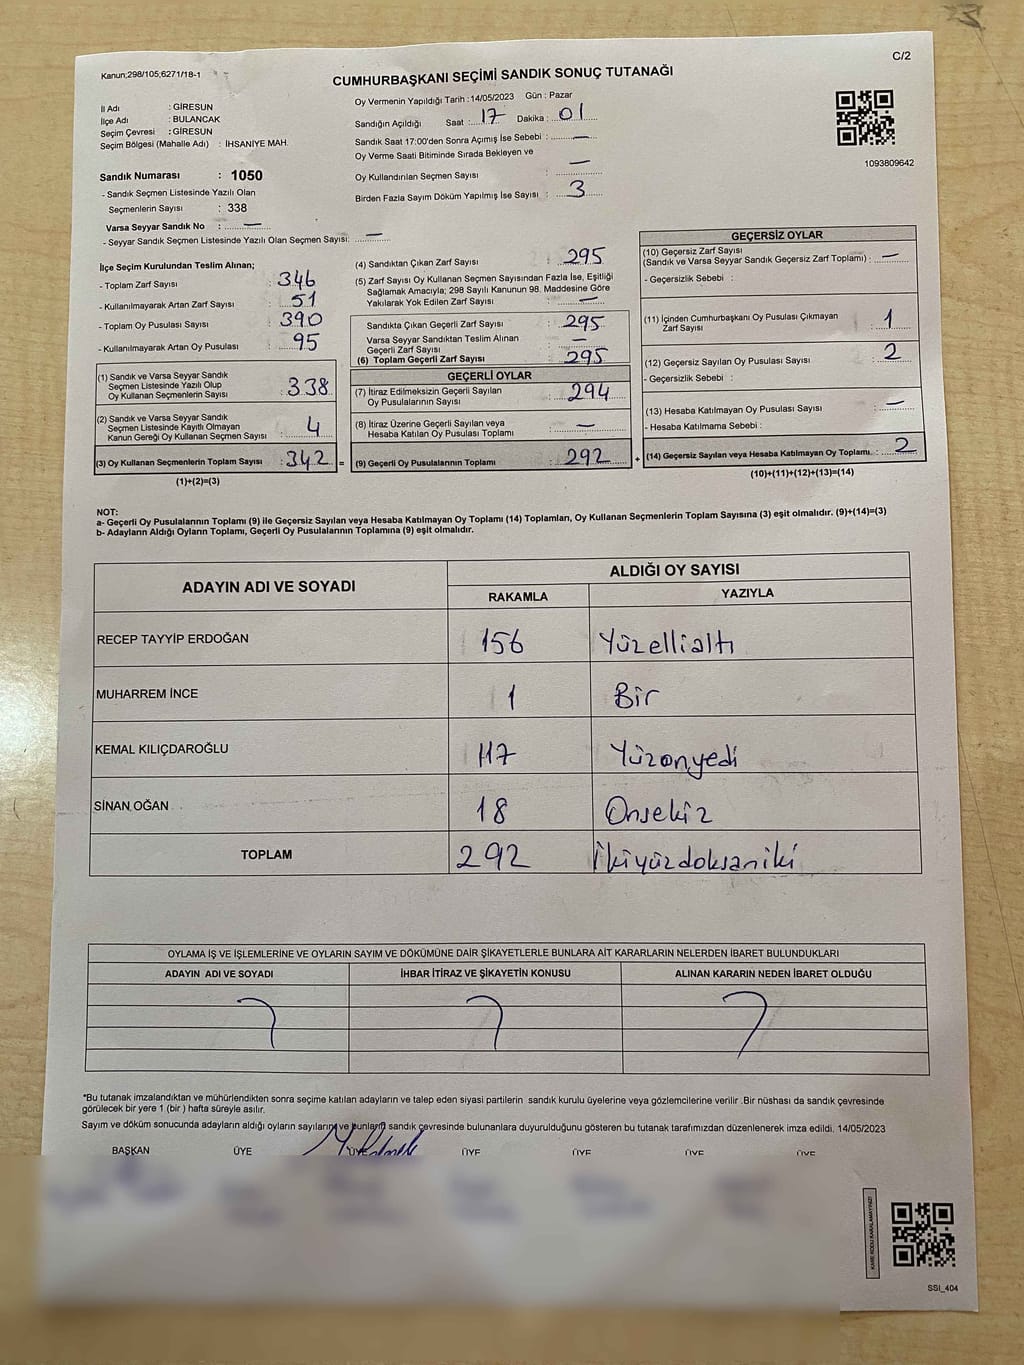 Kanun;298/105;6271/18-1
C/2
CUMHURBAŞKANI SEÇİMİ SANDIK SONUÇ TUTANAĞI
İl Adı : GİRESUN
İlçe Adı : BULANCAK
Seçim Çevresi : GİRESUN
Seçim Bölgesi (Mahalle Adı) : İHSANİYE MAH.
Sandık Numarası : 1050
- Sandık Seçmen Listesinde Yazılı Olan
Seçmenlerin Sayısı : 338
Varsa Seyyar Sandık No : —
- Seyyar Sandık Seçmen Listesinde Yazılı Olan Seçmen Sayısı: —
Oy Vermenin Yapıldığı Tarih : 14/05/2023 Gün : Pazar
Sandığın Açıldığı Saat : 17 Dakika : 01
Sandık Saat 17:00'den Sonra Açımış İse Sebebi : —
Oy Verme Saati Bitiminde Sırada Bekleyen ve
Oy Kullandırılan Seçmen Sayısı : —
Birden Fazla Sayım Döküm Yapılmış İse Sayısı : 3
1093809642
İlçe Seçim Kurulundan Teslim Alınan;
- Toplam Zarf Sayısı : 346
- Kullanılmayarak Artan Zarf Sayısı : 51
- Toplam Oy Pusulası Sayısı : 390
- Kullanılmayarak Artan Oy Pusulası : 95
(1) Sandık ve Varsa Seyyar Sandık
Seçmen Listesinde Yazılı Olup
Oy Kullanan Seçmenlerin Sayısı : 338
(2) Sandık ve Varsa Seyyar Sandık
Seçmen Listesinde Kayıtlı Olmayan
Kanun Gereği Oy Kullanan Seçmen Sayısı : 4
(3) Oy Kullanan Seçmenlerin Toplam Sayısı : 342 =
(1)+(2)=(3)
(4) Sandıktan Çıkan Zarf Sayısı : 295
(5) Zarf Sayısı Oy Kullanan Seçmen Sayısından Fazla İse, Eşitliği
Sağlamak Amacıyla; 298 Sayılı Kanunun 98. Maddesine Göre
Yakılarak Yok Edilen Zarf Sayısı : —
Sandıkta Çıkan Geçerli Zarf Sayısı : 295
Varsa Seyyar Sandıktan Teslim Alınan
Geçerli Zarf Sayısı : —
(6) Toplam Geçerli Zarf Sayısı : 295
GEÇERLİ OYLAR
(7) İtiraz Edilmeksizin Geçerli Sayılan
Oy Pusulalarının Sayısı : 294
(8) İtiraz Üzerine Geçerli Sayılan veya
Hesaba Katılan Oy Pusulası Toplamı : —
(9) Geçerli Oy Pusulalarının Toplamı : 292 +
GEÇERSİZ OYLAR
(10) Geçersiz Zarf Sayısı
(Sandık ve Varsa Seyyar Sandık Geçersiz Zarf Toplamı) : —
- Geçersizlik Sebebi :
(11) İçinden Cumhurbaşkanı Oy Pusulası Çıkmayan
Zarf Sayısı : 1
(12) Geçersiz Sayılan Oy Pusulası Sayısı : 2
- Geçersizlik Sebebi :
(13) Hesaba Katılmayan Oy Pusulası Sayısı : —
- Hesaba Katılmama Sebebi :
(14) Geçersiz Sayılan veya Hesaba Katılmayan Oy Toplamı. : 2
(10)+(11)+(12)+(13)=(14)
NOT:
a- Geçerli Oy Pusulalarının Toplamı (9) ile Geçersiz Sayılan veya Hesaba Katılmayan Oy Toplamı (14) Toplamları, Oy Kullanan Seçmenlerin Toplam Sayısına (3) eşit olmalıdır. (9)+(14)=(3)
b- Adayların Aldığı Oyların Toplamı, Geçerli Oy Pusulalarının Toplamına (9) eşit olmalıdır.
ADAYIN ADI VE SOYADI
ALDIĞI OY SAYISI
RAKAMLA YAZIYLA
RECEP TAYYİP ERDOĞAN 156 Yüzellialtı
MUHARREM İNCE 1 Bir
KEMAL KILIÇDAROĞLU 117 Yüzonyedi
SİNAN OĞAN 18 Onsekiz
TOPLAM 292 İkiyüzdoksaniki
OYLAMA İŞ VE İŞLEMLERİNE VE OYLARIN SAYIM VE DÖKÜMÜNE DAİR ŞİKAYETLERLE BUNLARA AİT KARARLARIN NELERDEN İBARET BULUNDUKLARI
ADAYIN ADI VE SOYADI İHBAR İTİRAZ VE ŞİKAYETİN KONUSU ALINAN KARARIN NEDEN İBARET OLDUĞU
*Bu tutanak imzalandıktan ve mühürlendikten sonra seçime katılan adayların ve talep eden siyasi partilerin sandık kurulu üyelerine veya gözlemcilerine verilir .Bir nüshası da sandık çevresinde
görülecek bir yere 1 (bir ) hafta süreyle asılır.
Sayım ve döküm sonucunda adayların aldığı oyların sayılarını ve bunların sandık çevresinde bulunanlara duyurulduğunu gösteren bu tutanak tarafımızdan düzenlenerek imza edildi. 14/05/2023
BAŞKAN ÜYE ÜYE ÜYE ÜYE ÜYE ÜYE
KARE KODU KARALAMAYINIZ!
SSI_404